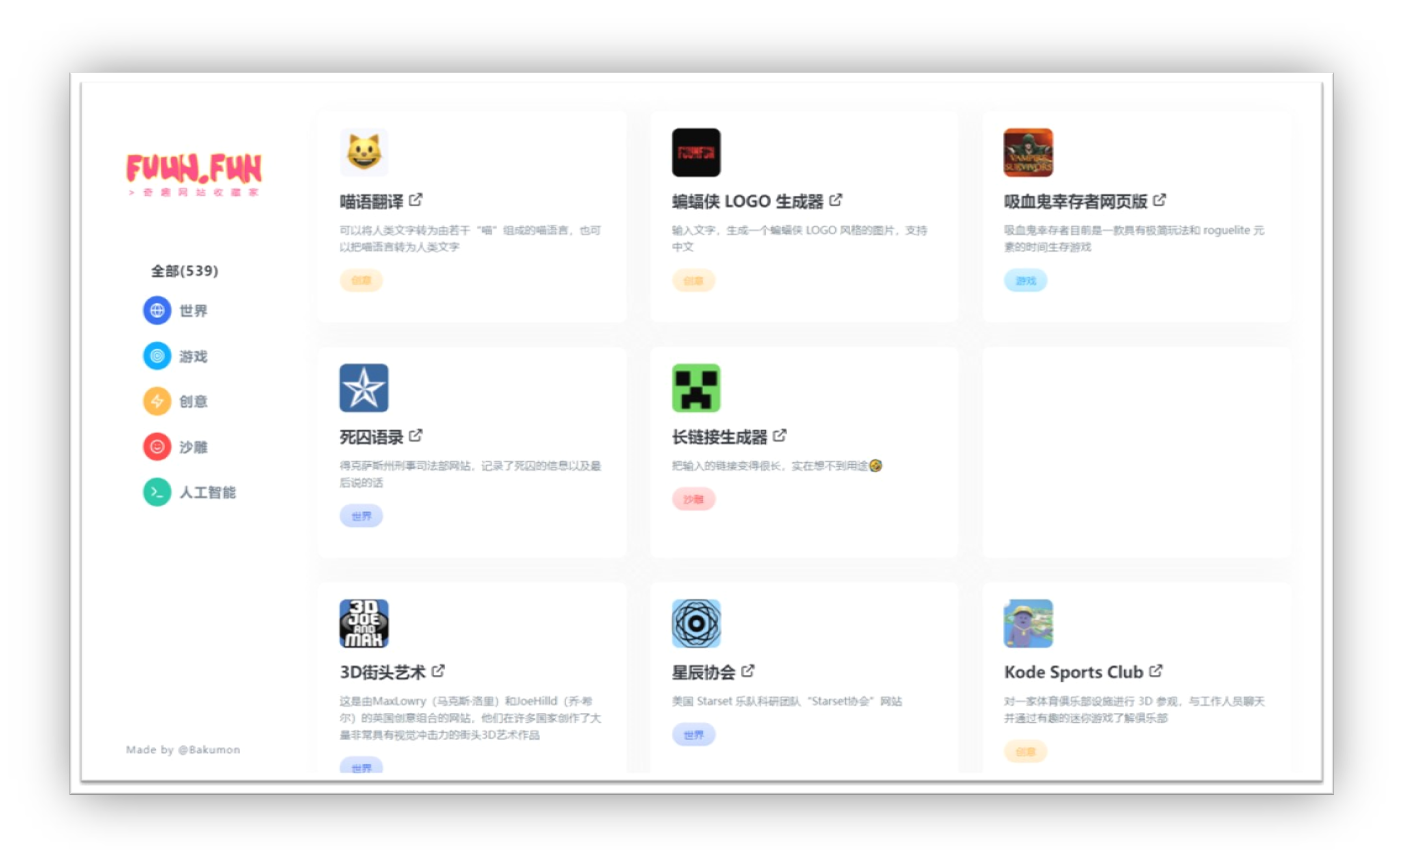 FUUN.FUN
> 奇趣网站收藏家
全部(539)
世界
游戏
创意
沙雕
人工智能
Made by @Bakumon
喵语翻译
可以将人类文字转为由若干“喵”组成的喵语言，也可
以把喵语言转为人类文字
创意
蝙蝠侠 LOGO 生成器
输入文字，生成一个蝙蝠侠 LOGO 风格的图片，支持
中文
创意
VAMPIRE
SURVIVORS
吸血鬼幸存者网页版
吸血鬼幸存者目前是一款具有极简玩法和 roguelite 元
素的时间生存游戏
游戏
死囚语录
得克萨斯州刑事司法部网站，记录了死囚的信息以及最
后说的话
世界
长链接生成器
把输入的链接变得很长，实在想不到用途🤣
沙雕
3D
JOE
AND
MAX
3D街头艺术
这是由MaxLowry（马克斯·洛里）和JoeHilld（乔·希
尔）的英国创意组合的网站，他们在许多国家创作了大
量非常具有视觉冲击力的街头3D艺术作品
世界
星辰协会
美国 Starset 乐队科研团队“Starset协会”网站
世界
Kode Sports Club
对一家体育俱乐部设施进行 3D 参观，与工作人员聊天
并通过有趣的迷你游戏了解俱乐部
创意